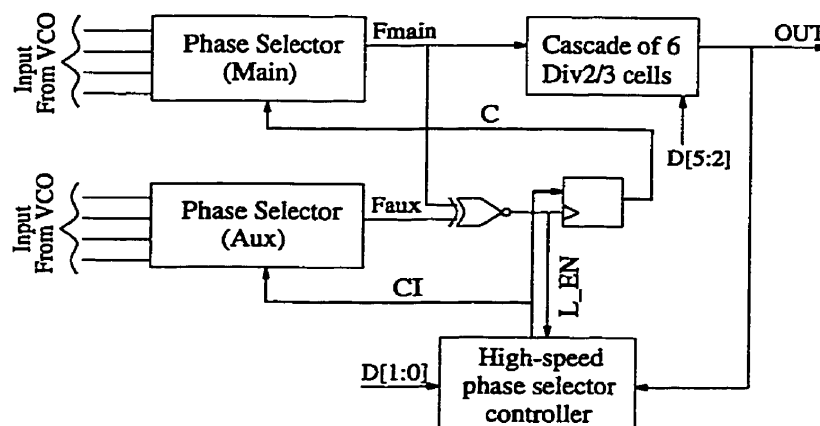 Input
From VCO
Phase Selector
(Main)
Fmain
Cascade of 6
Div2/3 cells
OUT
C
D[5:2]
Input
From VCO
Phase Selector
(Aux)
Faux
CI
L_EN
D[1:0]
High-speed
phase selector
controller